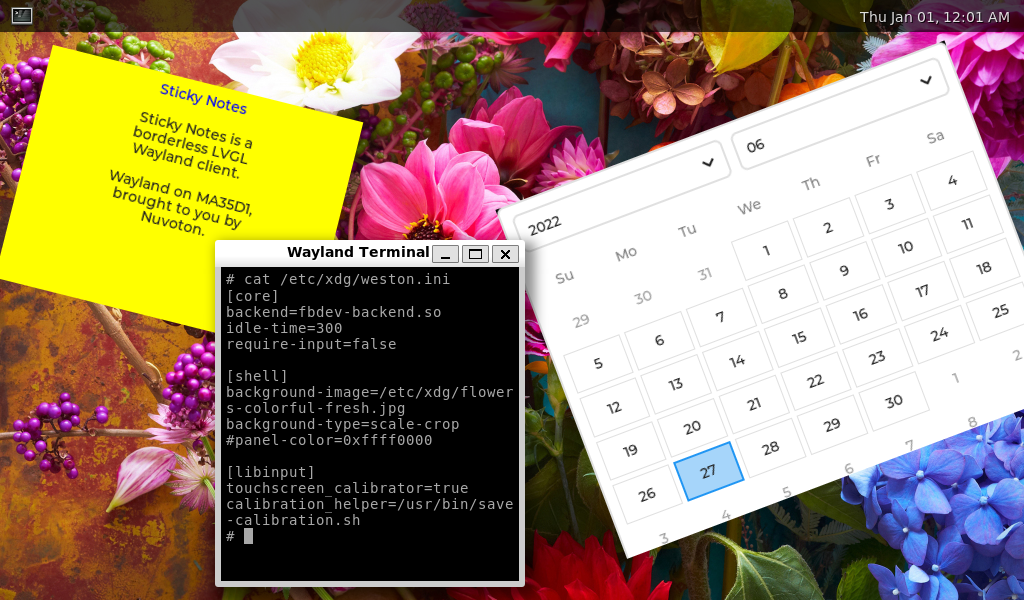 Thu Jan 01, 12:01 AM
Sticky Notes
Sticky Notes is a
borderless LVGL
Wayland client.
Wayland on MA35D1,
brought to you by
Nuvoton.
Wayland Terminal
# cat /etc/xdg/weston.ini
[core]
backend=fbdev-backend.so
idle-time=300
require-input=false
[shell]
background-image=/etc/xdg/flower
s-colorful-fresh.jpg
background-type=scale-crop
#panel-color=0xffff0000
[libinput]
touchscreen_calibrator=true
calibration_helper=/usr/bin/save
-calibration.sh
#
2022 06
Su Mo Tu We Th Fr Sa
29 30 31 1 2 3 4
5 6 7 8 9 10 11
12 13 14 15 16 17 18
19 20 21 22 23 24 25
26 27 28 29 30 1 2
3 4 5 6 7 8